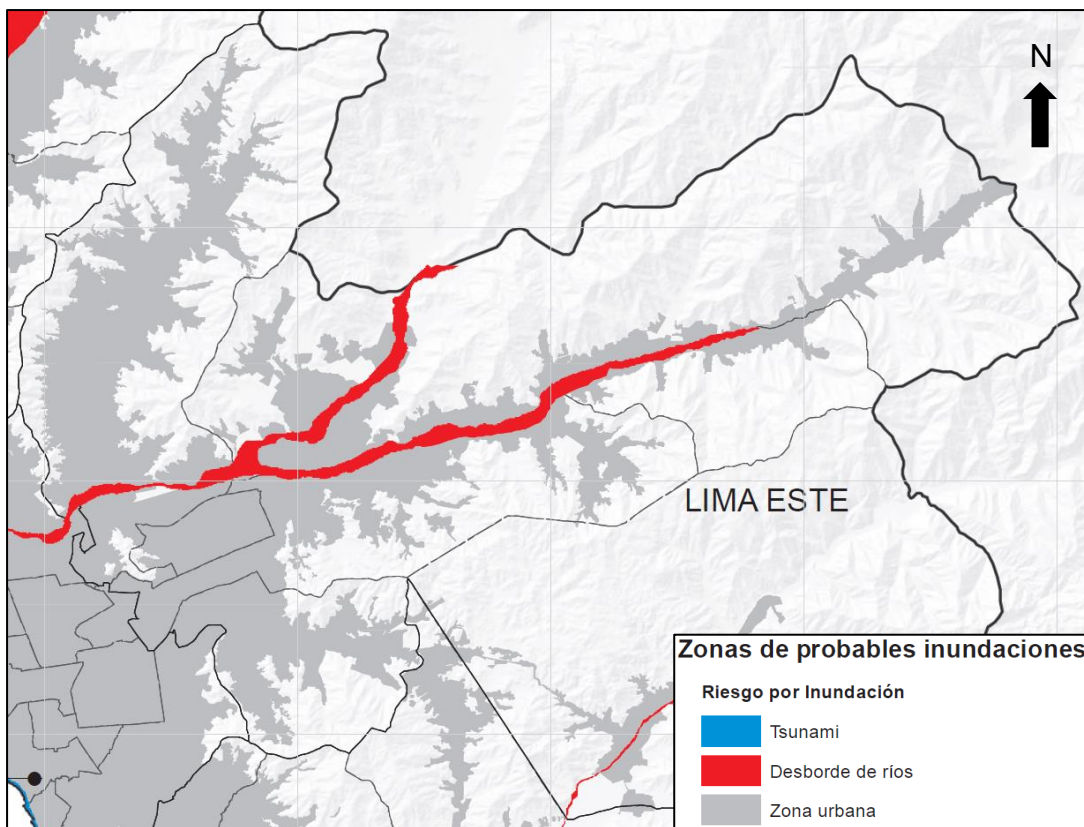 N
LIMA ESTE
Zonas de probables inundaciones
Riesgo por Inundación
Tsunami
Desborde de ríos
Zona urbana